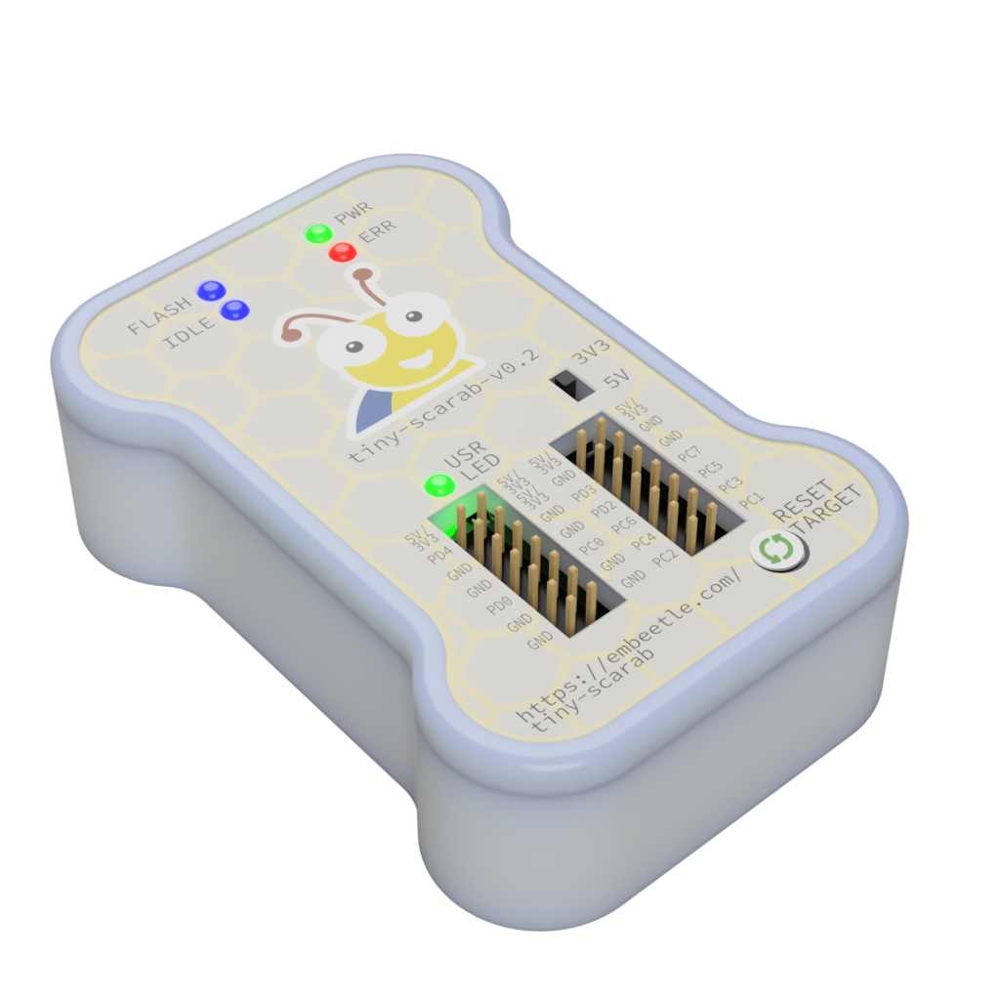 PWR
ERR
FLASH
IDLE
tiny-scarab-v0.2
3V3
5V
USR
LED
5V/
3V3
GND
GND
PC7
PC5
PC3
PC1
5V/
3V3
GND
PD3
PD2
PC6
PC4
PC2
5V/
3V3
5V/
3V3
GND
GND
PC0
GND
GND
5V/
3V3
PD4
GND
GND
PD0
GND
GND
RESET
TARGET
https://embeetle.com/
tiny-scarab